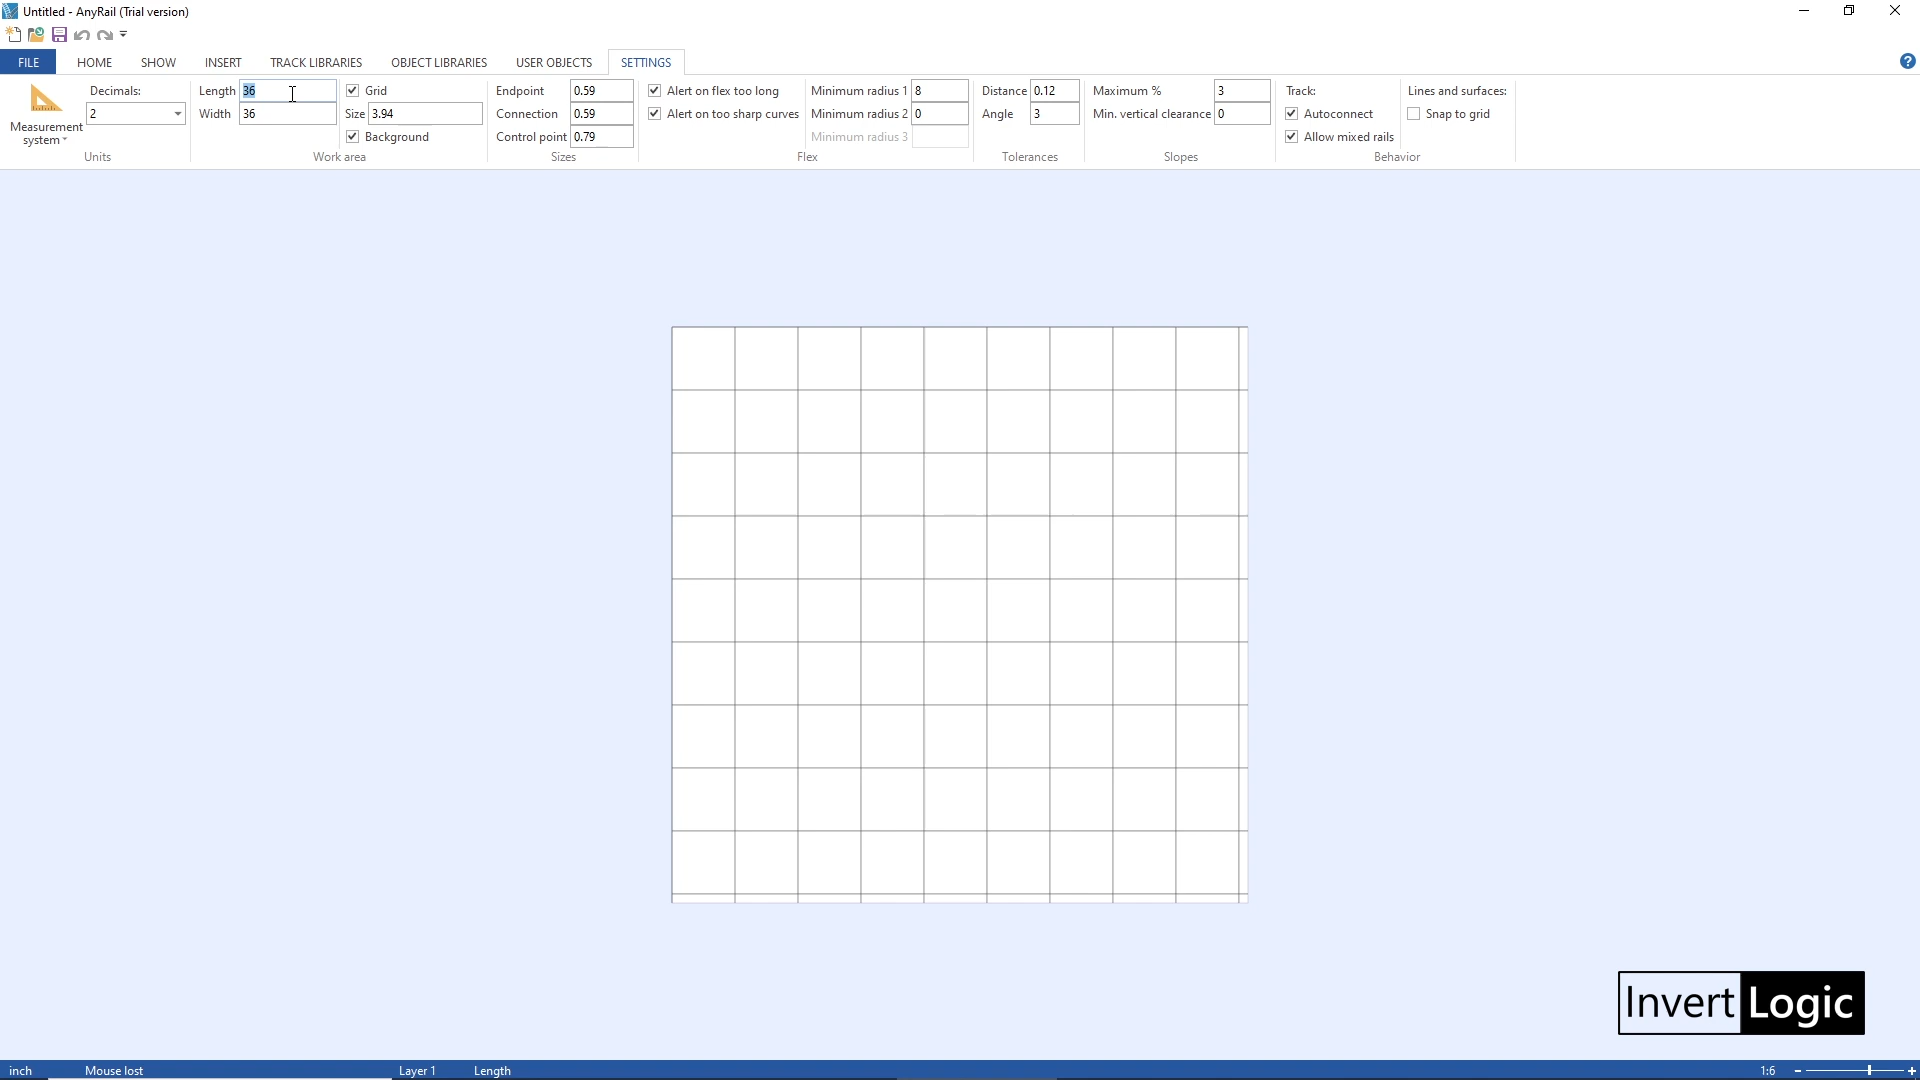 Untitled - AnyRail (Trial version)
FILE HOME SHOW INSERT TRACK LIBRARIES OBJECT LIBRARIES USER OBJECTS SETTINGS
Measurement system
Decimals:
2
Units
Length 36
Width 36
Grid
Size 3.94
Background
Work area
Endpoint 0.59
Connection 0.59
Control point 0.79
Sizes
Alert on flex too long
Alert on too sharp curves
Minimum radius 1 8
Minimum radius 2 0
Minimum radius 3
Flex
Distance 0.12
Angle 3
Tolerances
Maximum % 3
Min. vertical clearance 0
Slopes
Track:
Autoconnect
Allow mixed rails
Lines and surfaces:
Snap to grid
Behavior
Invert Logic
inch Mouse lost Layer 1 Length 1:6